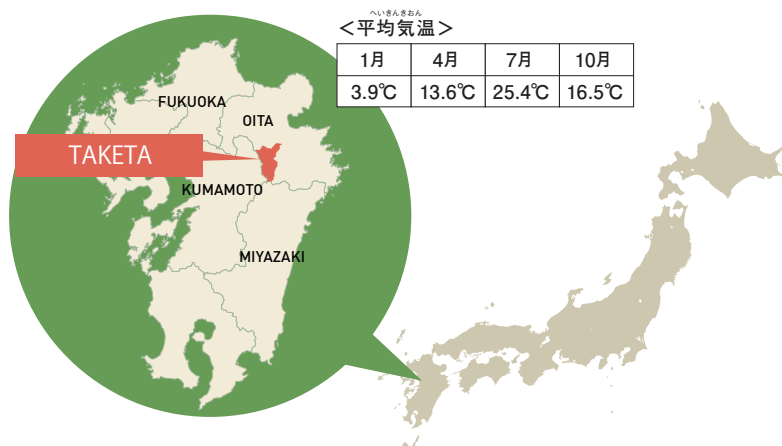 へいきんきおん
＜平均気温＞
1月 4月 7月 10月
3.9℃ 13.6℃ 25.4℃ 16.5℃
FUKUOKA
OITA
TAKETA
KUMAMOTO
MIYAZAKI